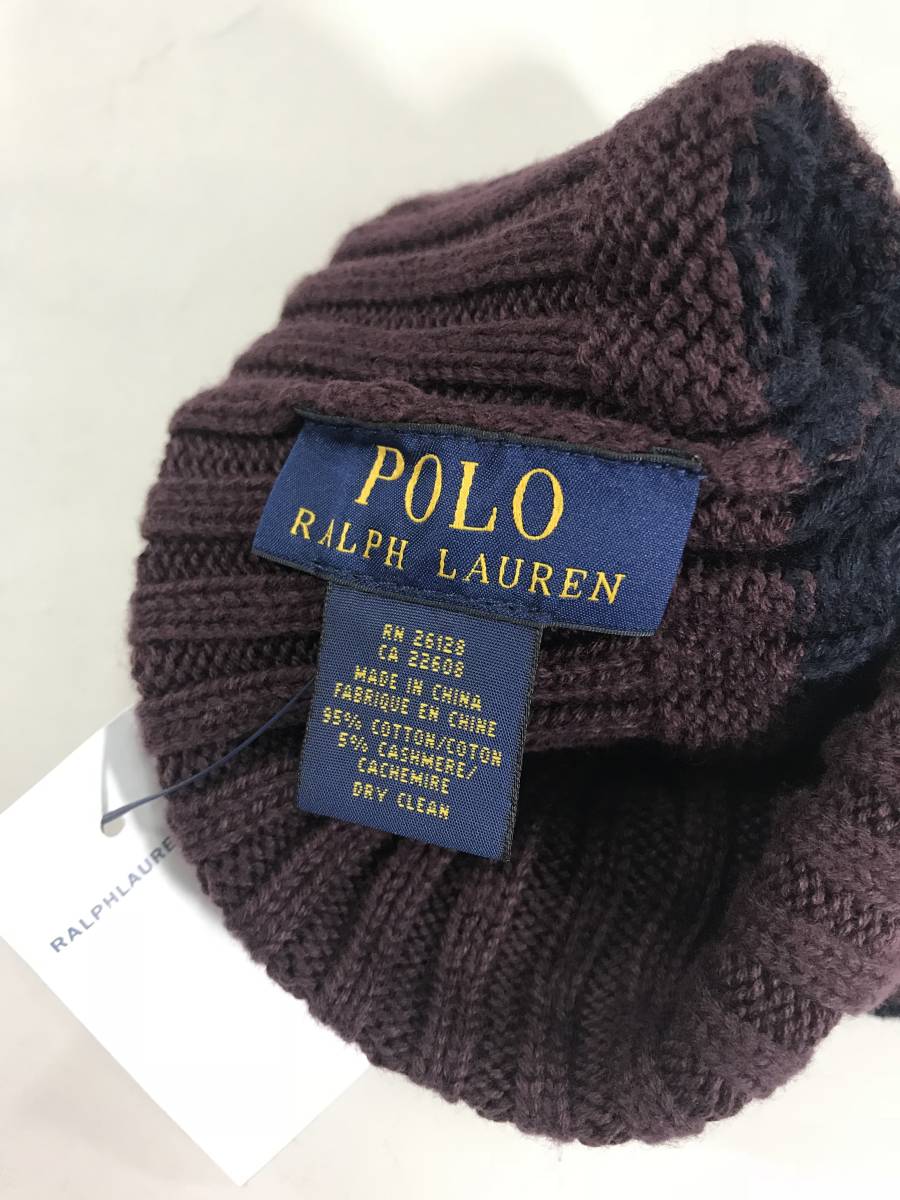 POLO
RALPH LAUREN
RN 26128
CA 22608
MADE IN CHINA
FABRIQUE EN CHINE
95% COTTON/COTON
5% CASHMERE/
CACHEMIRE
DRY CLEAN
RALPHLAURE